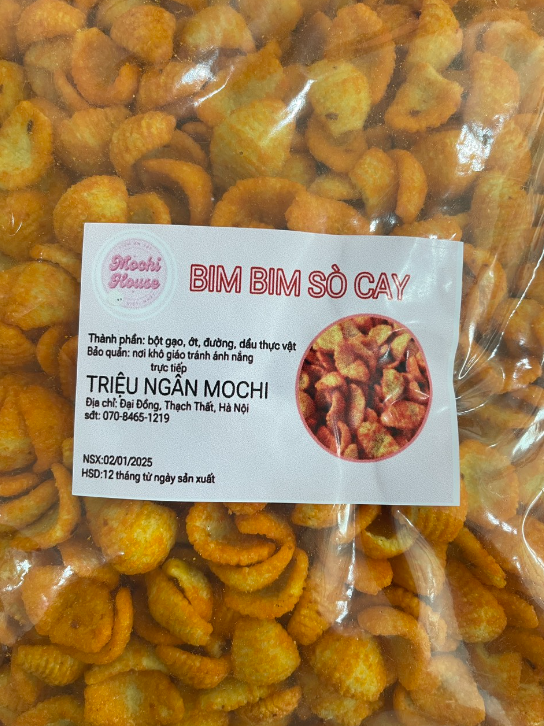 Mochi
House
BIM BIM SÒ CAY
Thành phần: bột gạo, ớt, đường, dầu thực vật
Bảo quản: nơi khô giáo tránh ánh nắng
trực tiếp
TRIỆU NGÂN MOCHI
Địa chỉ: Đại Đồng, Thạch Thất, Hà Nội
sđt: 070-8465-1219
NSX:02/01/2025
HSD:12 tháng từ ngày sản xuất